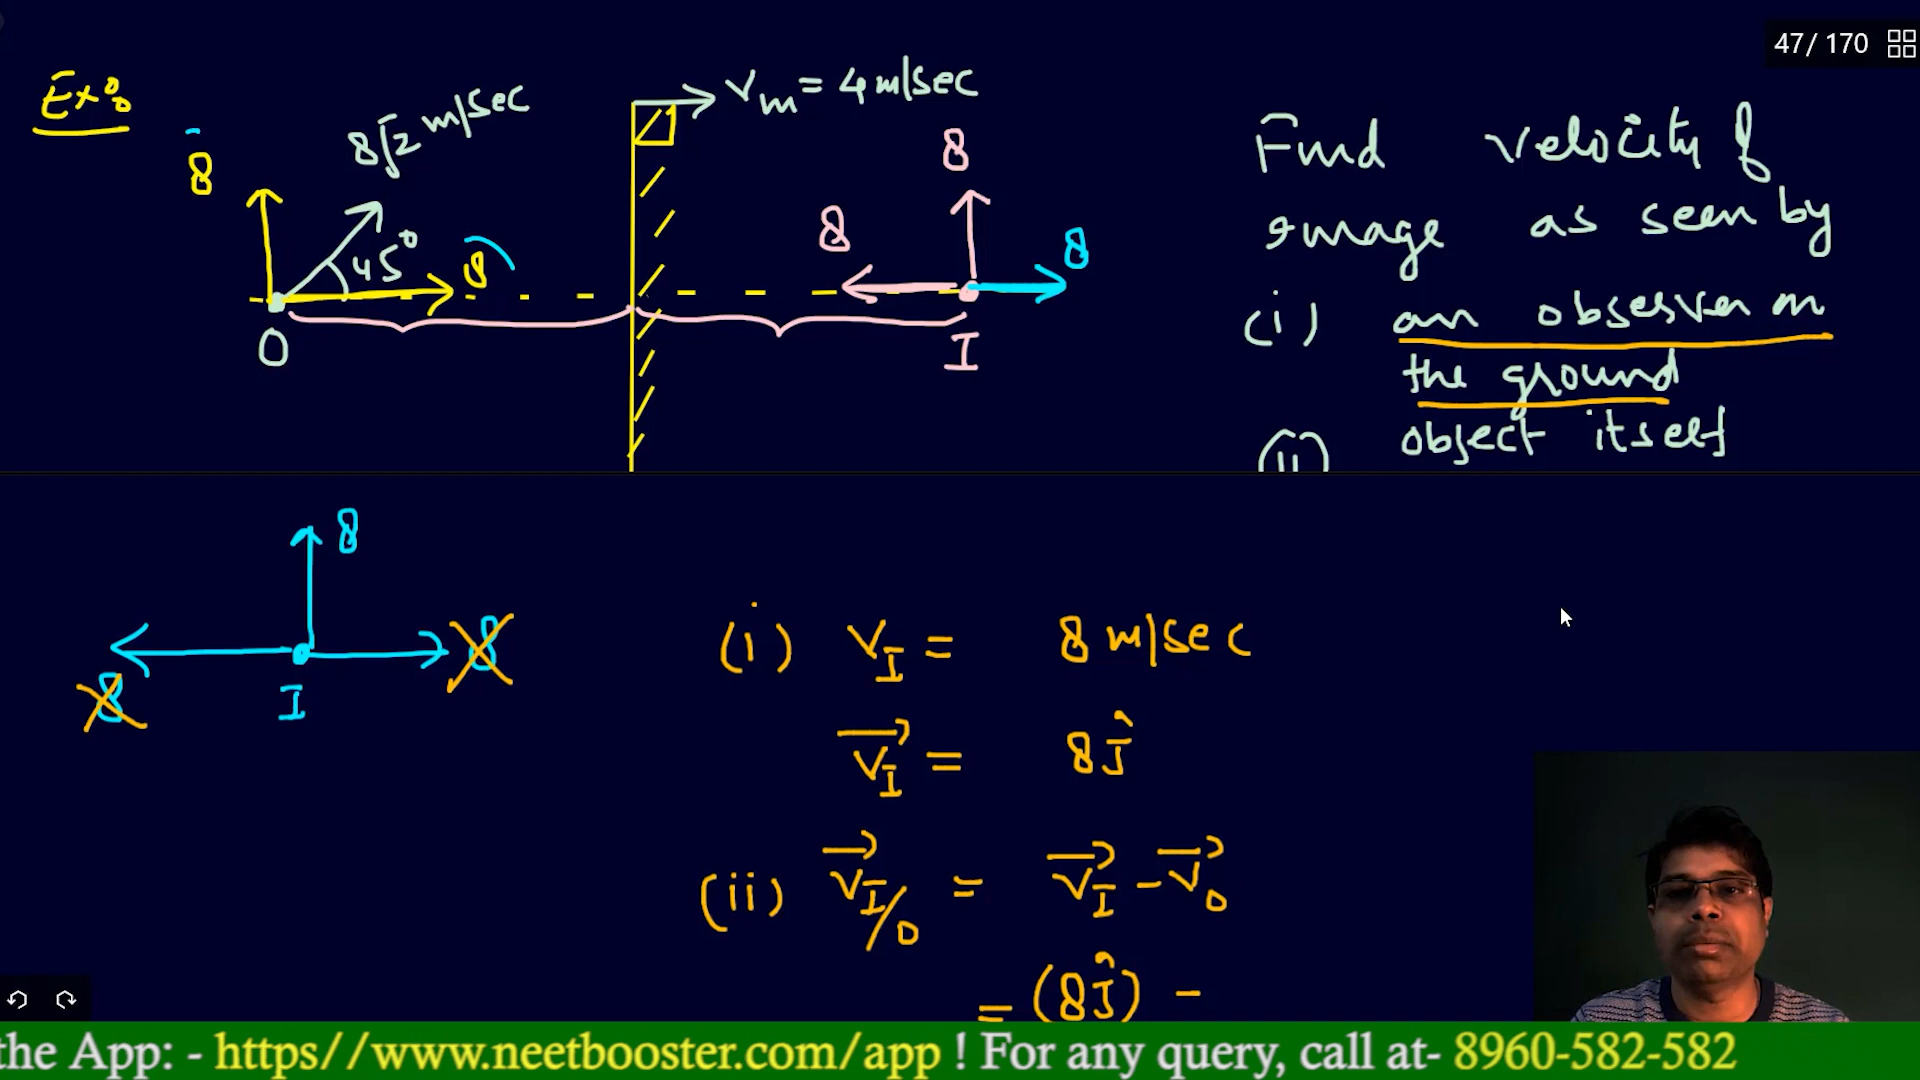 47/ 170
Ex:
8
8√2 m/sec
45°
8
O
Vm = 4 m/sec
8
8
8
I
Find velocity of
image as seen by
(i) an observer on
the ground
(ii) object itself
8
8
8
I
(i) VI = 8 m/sec
VI = 8ĵ
(ii) VI/O = VI - VO
= (8ĵ) -
the App: - https//www.neetbooster.com/app ! For any query, call at- 8960-582-582